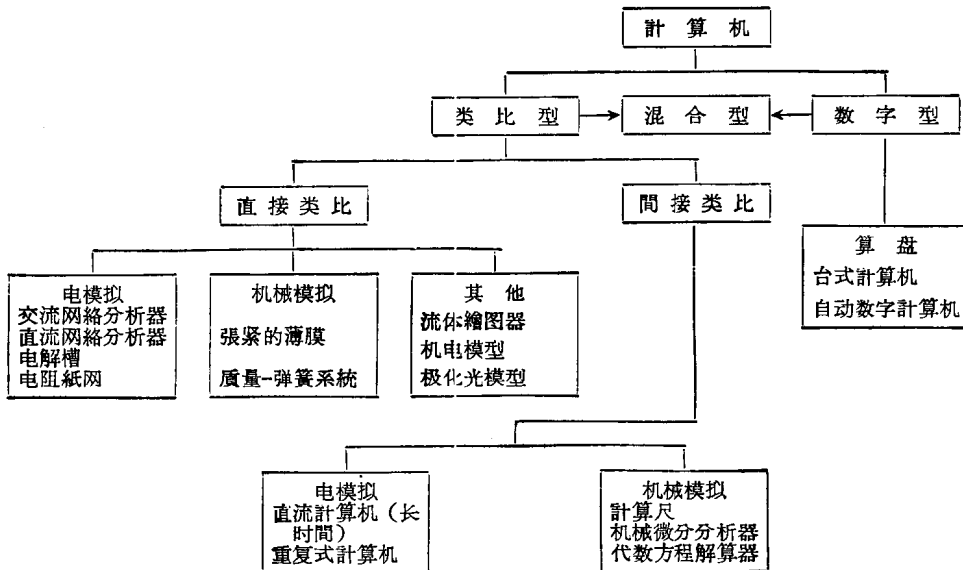 計算机
类比型
混合型
数字型
直接类比
間接类比
算盘
台式計算机
自动数字計算机
电模拟
交流网絡分析器
直流网絡分析器
电解槽
电阻紙网
机械模拟
張紧的薄膜
质量-弹簧系統
其他
流体繪图器
机电模型
极化光模型
电模拟
直流計算机（长
时間）
重复式計算机
机械模拟
計算尺
机械微分分析器
代数方程解算器